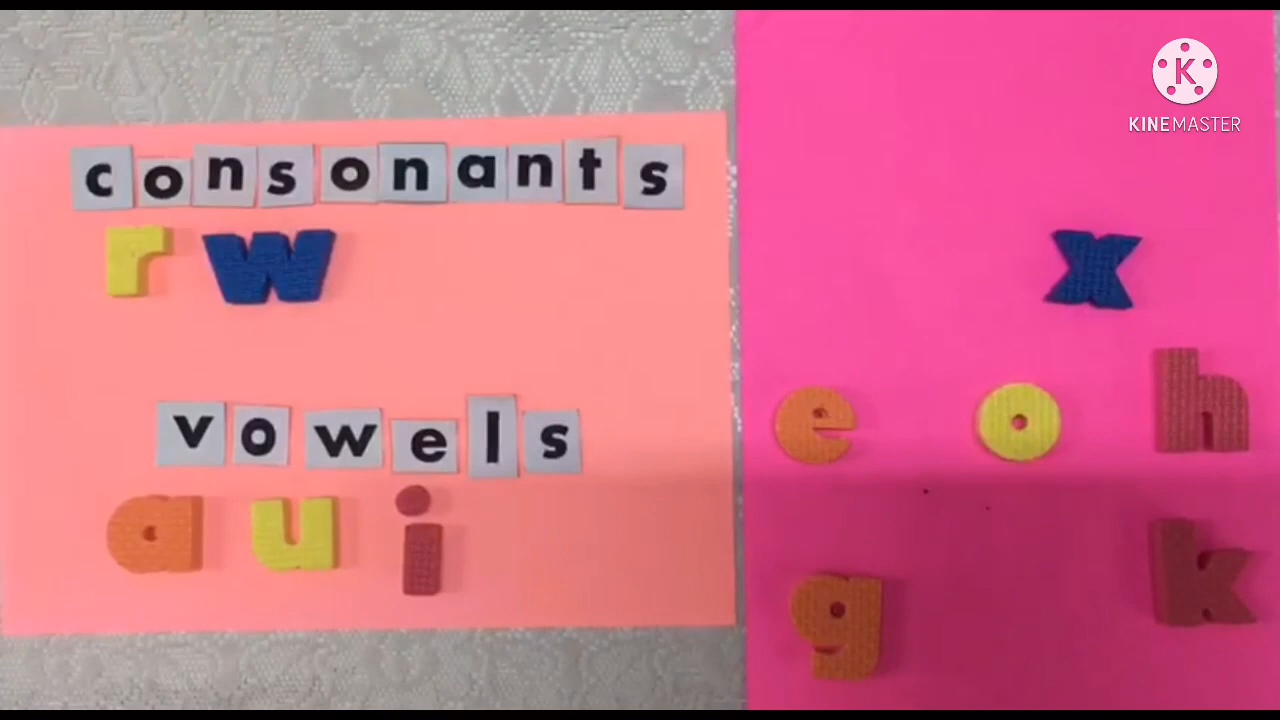 consonants
r w
vowels
a u i
x
e o h
g k
K
KINEMASTER